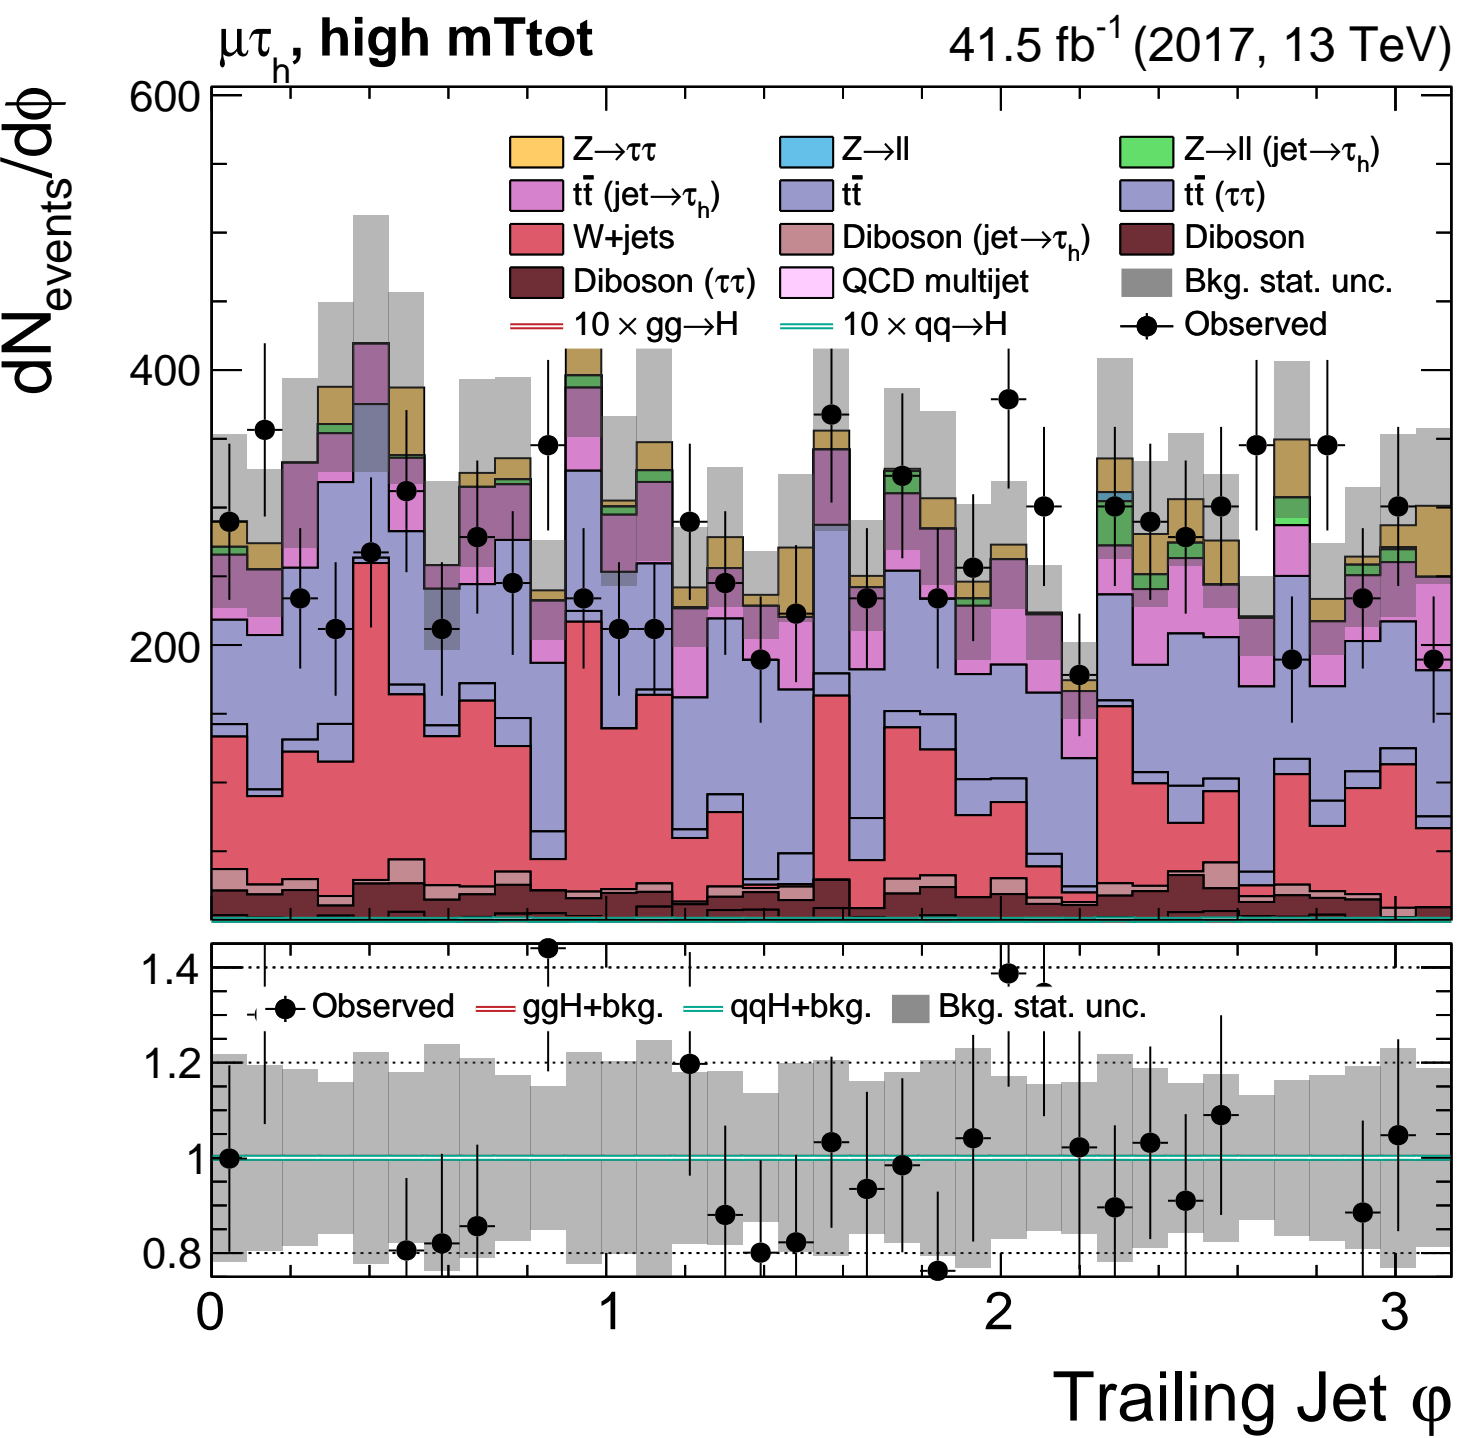 μτh, high mTtot 41.5 fb-1 (2017, 13 TeV)
dNevents/dϕ
600
400
200
Z→ττ Z→ll Z→ll (jet→τh)
tt̄ (jet→τh) tt̄ tt̄ (ττ)
W+jets Diboson (jet→τh) Diboson
Diboson (ττ) QCD multijet Bkg. stat. unc.
10 × gg→H 10 × qq→H Observed
1.4
1.2
1
0.8
Observed ggH+bkg. qqH+bkg. Bkg. stat. unc.
0 1 2 3
Trailing Jet φ